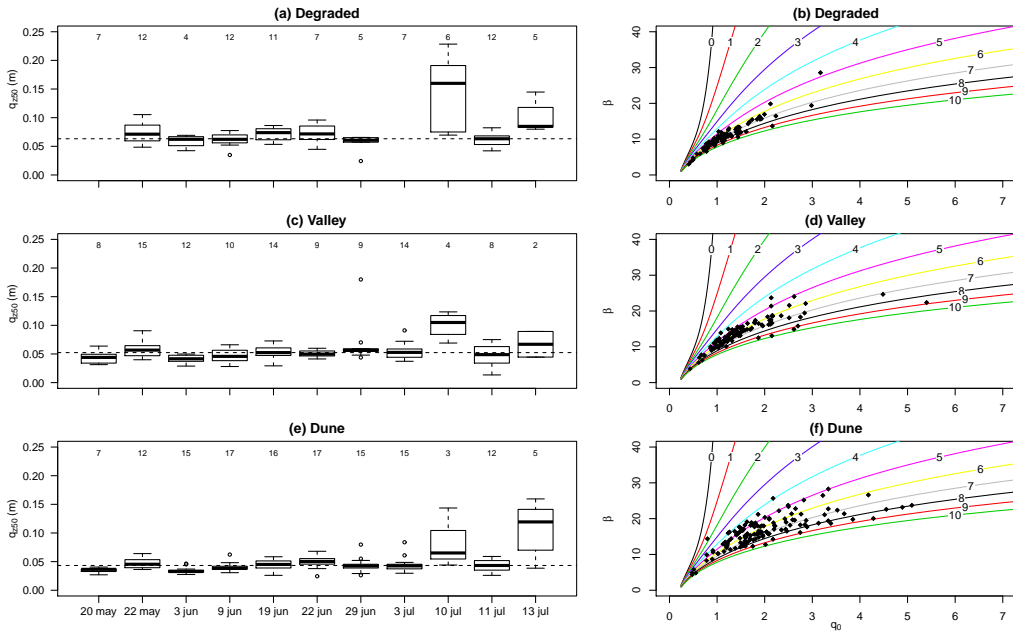 (a) Degraded
7 12 4 12 11 7 5 7 6 12 5
0.25
0.20
0.15
0.10
0.05
0.00
qz50 (m)
(b) Degraded
40
30
20
10
0
β
0 1 2 3 4 5 6 7 8 9 10
0 1 2 3 4 5 6 7
(c) Valley
8 15 12 10 14 9 9 14 4 8 2
0.25
0.20
0.15
0.10
0.05
0.00
qz50 (m)
(d) Valley
40
30
20
10
0
β
0 1 2 3 4 5 6 7 8 9 10
0 1 2 3 4 5 6 7
(e) Dune
7 12 15 17 16 17 15 15 3 12 5
0.25
0.20
0.15
0.10
0.05
0.00
qz50 (m)
20 may 22 may 3 jun 9 jun 19 jun 22 jun 29 jun 3 jul 10 jul 11 jul 13 jul
(f) Dune
40
30
20
10
0
β
0 1 2 3 4 5 6 7 8 9 10
0 1 2 3 4 5 6 7
q0